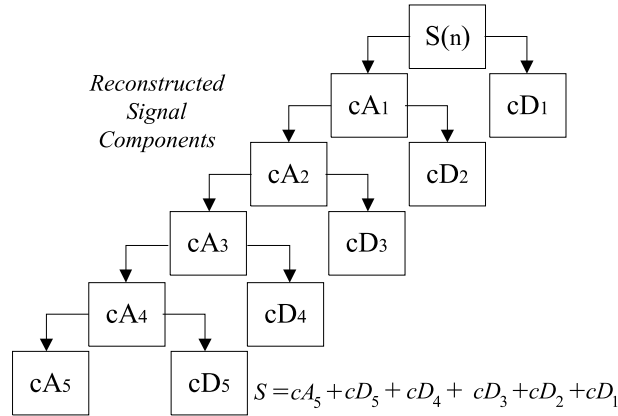 S(n)
Reconstructed
Signal
Components
cA1
cD1
cA2
cD2
cA3
cD3
cA4
cD4
cA5
cD5
S = cA5 + cD5 + cD4 + cD3 + cD2 + cD1